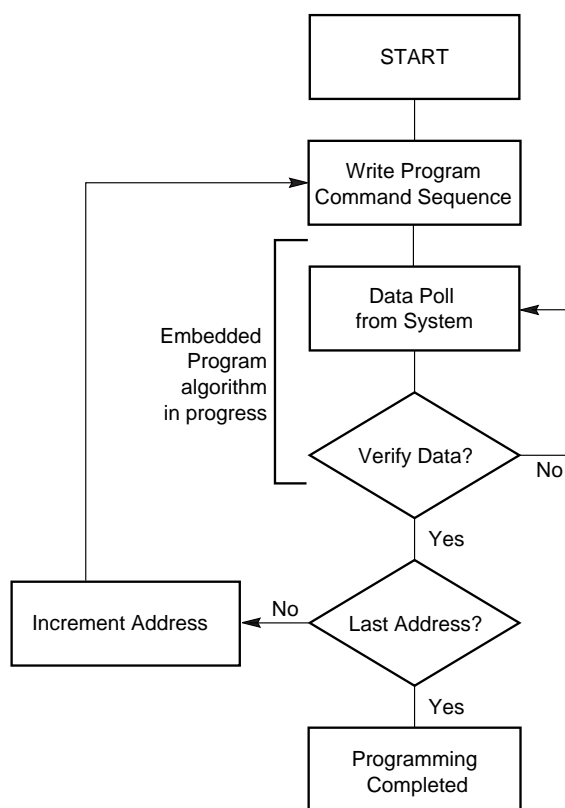 START
Write Program
Command Sequence
Data Poll
from System
Embedded
Program
algorithm
in progress
Verify Data?
No
Yes
Last Address?
No
Increment Address
Yes
Programming
Completed